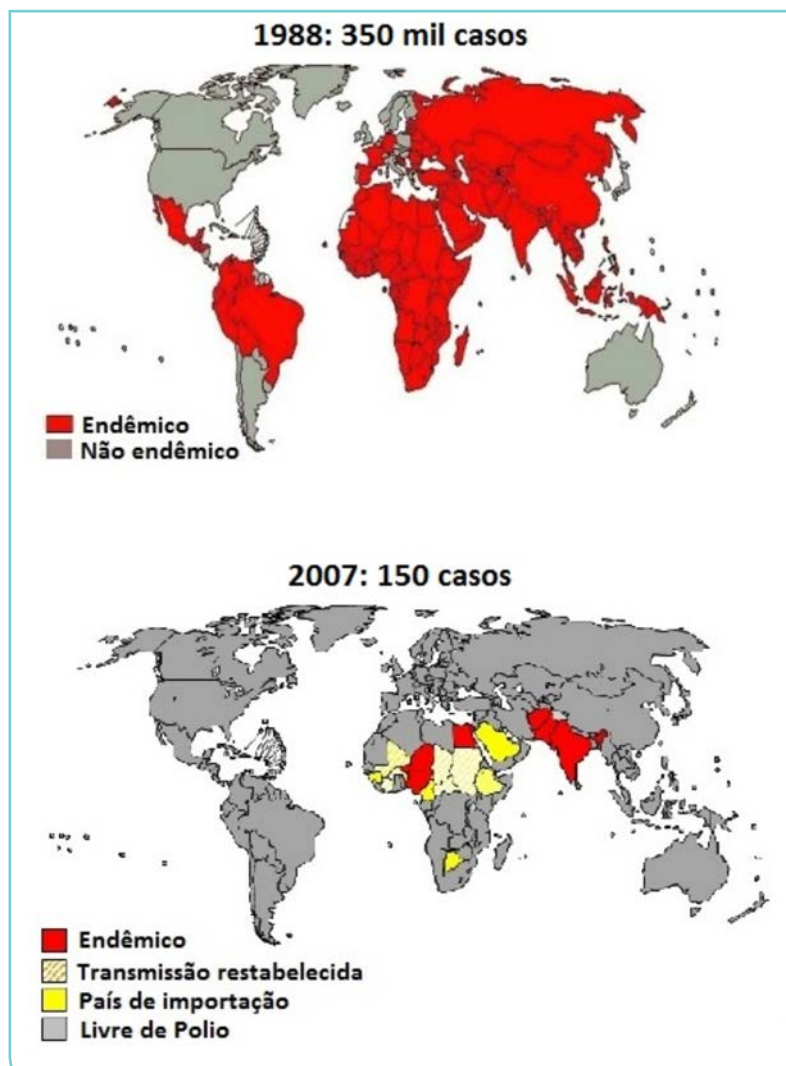 1988: 350 mil casos
Endêmico
Não endêmico
2007: 150 casos
Endêmico
Transmissão restabelecida
País de importação
Livre de Polio